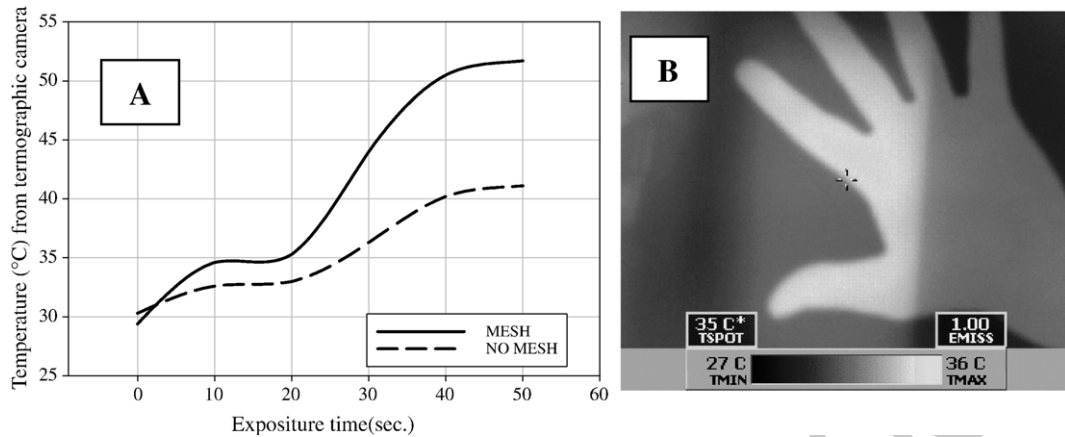 A
Temperature (°C) from termographic camera
55
50
45
40
35
30
25
0 10 20 30 40 50 60
Expositure time(sec.)
MESH
NO MESH
B
35 C*
TSPOT
1.00
EMISS
27 C
TMIN
36 C
TMAX